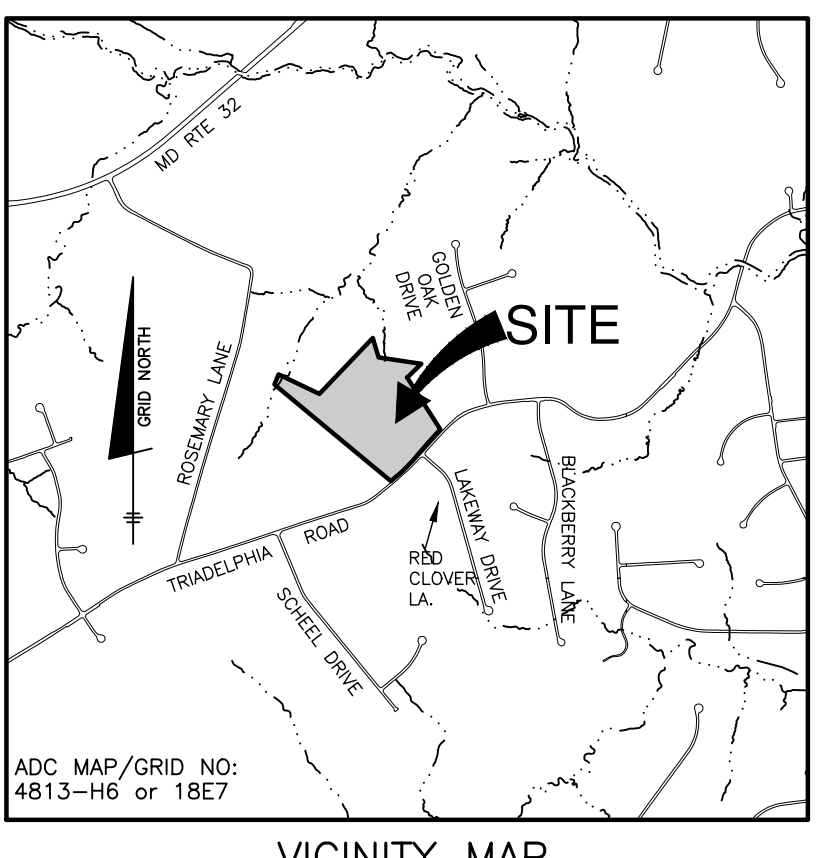 MD RTE 32
GOLDEN
OAK
DRIVE
SITE
GRID NORTH
ROSEMARY LANE
BLACKBERRY LANE
LAKEWAY DRIVE
TRIADELPHIA ROAD
RED
CLOVER
LA.
SCHEEL DRIVE
ADC MAP/GRID NO:
4813-H6 or 18E7
VICINITY MAP